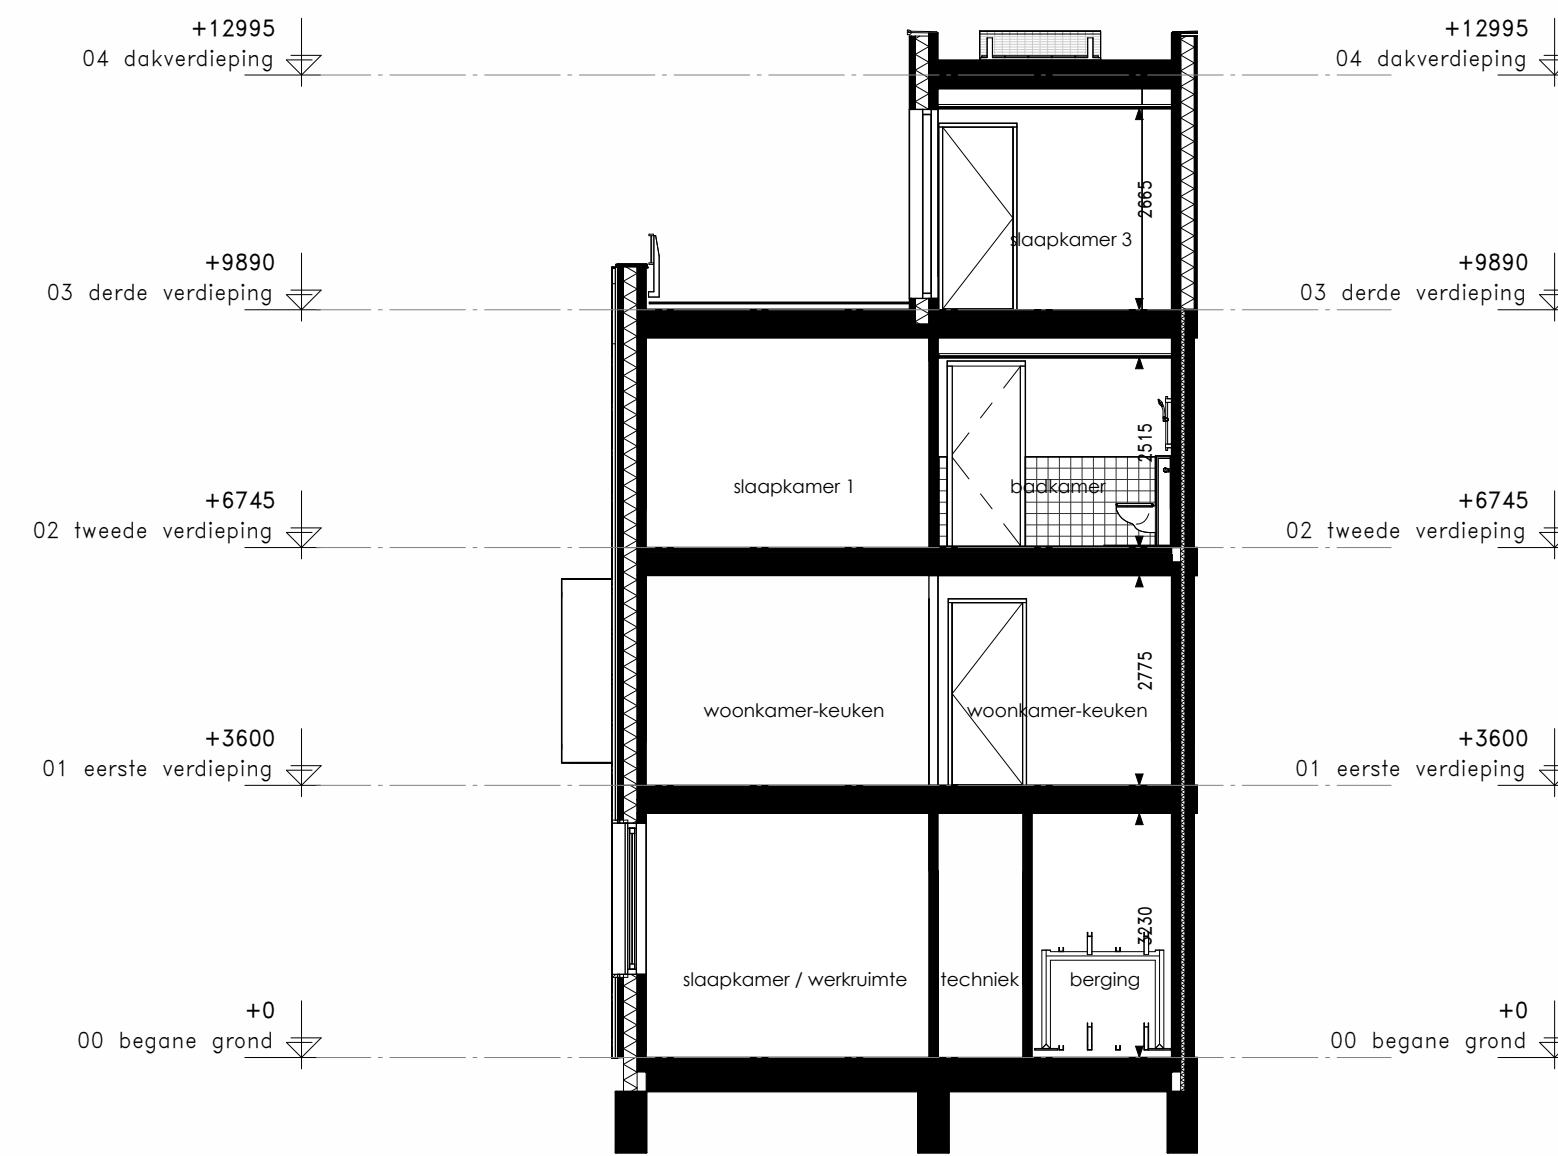 +12995
04 dakverdieping
+12995
04 dakverdieping
2665
slaapkamer 3
+9890
03 derde verdieping
+9890
03 derde verdieping
2515
slaapkamer 1
badkamer
+6745
02 tweede verdieping
+6745
02 tweede verdieping
2775
woonkamer-keuken
woonkamer-keuken
+3600
01 eerste verdieping
+3600
01 eerste verdieping
3230
slaapkamer / werkruimte
techniek
berging
+0
00 begane grond
+0
00 begane grond